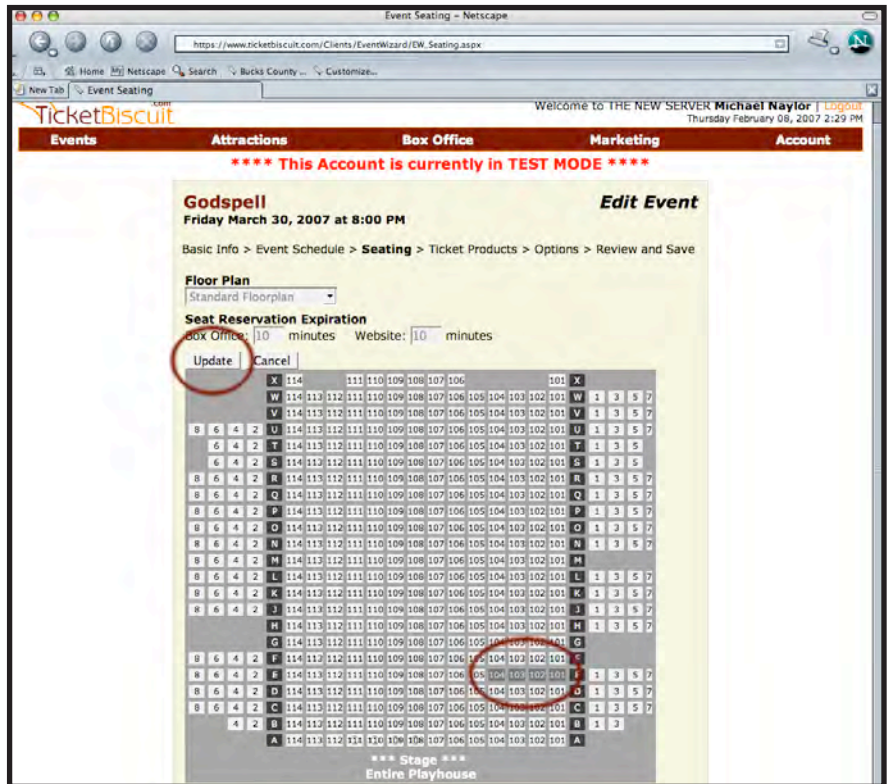 Event Seating – Netscape
https://www.ticketbiscuit.com/Clients/EventWizard/EW_Seating.aspx
Home My Netscape Search Bucks County ... Customize...
New Tab Event Seating
TicketBiscuit.com
Welcome to THE NEW SERVER Michael Naylor | Logout
Thursday February 08, 2007 2:29 PM
Events Attractions Box Office Marketing Account
**** This Account is currently in TEST MODE ****
Godspell Edit Event
Friday March 30, 2007 at 8:00 PM
Basic Info > Event Schedule > Seating > Ticket Products > Options > Review and Save
Floor Plan
Standard Floorplan
Seat Reservation Expiration
Box Office: 10 minutes Website: 10 minutes
Update Cancel
X 114 111 110 109 108 107 106 101 X
W 114 113 112 111 110 109 108 107 106 105 104 103 102 101 W 1 3 5 7
V 114 113 112 111 110 109 108 107 106 105 104 103 102 101 V 1 3 5 7
8 6 4 2 U 114 113 112 111 110 109 108 107 106 105 104 103 102 101 U 1 3 5 7
6 4 2 T 114 113 112 111 110 109 108 107 106 105 104 103 102 101 T 1 3 5
6 4 2 S 114 113 112 111 110 109 108 107 106 105 104 103 102 101 S 1 3 5
8 6 4 2 R 114 113 112 111 110 109 108 107 106 105 104 103 102 101 R 1 3 5 7
8 6 4 2 Q 114 113 112 111 110 109 108 107 106 105 104 103 102 101 Q 1 3 5 7
8 6 4 2 P 114 113 112 111 110 109 108 107 106 105 104 103 102 101 P 1 3 5 7
8 6 4 2 O 114 113 112 111 110 109 108 107 106 105 104 103 102 101 O 1 3 5 7
8 6 4 2 N 114 113 112 111 110 109 108 107 106 105 104 103 102 101 N 1 3 5 7
8 6 4 2 M 114 113 112 111 110 109 108 107 106 105 104 103 102 101 M
8 6 4 2 L 114 113 112 111 110 109 108 107 106 105 104 103 102 101 L 1 3 5 7
8 6 4 2 K 114 113 112 111 110 109 108 107 106 105 104 103 102 101 K 1 3 5 7
8 6 4 2 J 114 113 112 111 110 109 108 107 106 105 104 103 102 101 J 1 3 5 7
H 114 113 112 111 110 109 108 107 106 105 104 103 102 101 H 1 3 5 7
G 114 113 112 111 110 109 108 107 106 105 104 103 102 101 G
8 6 4 2 F 114 113 112 111 110 109 108 107 106 105 104 103 102 101 F
8 6 4 2 E 114 113 112 111 110 109 108 107 106 105 104 103 102 101 E 1 3 5 7
8 6 4 2 D 114 113 112 111 110 109 108 107 106 105 104 103 102 101 D 1 3 5 7
8 6 4 2 C 114 113 112 111 110 109 108 107 106 105 104 103 102 101 C 1 3 5 7
4 2 B 114 113 112 111 110 109 108 107 106 105 104 103 102 101 B 1 3
A 114 113 112 111 110 109 108 107 106 105 104 103 102 101 A
*** Stage ***
Entire Playhouse